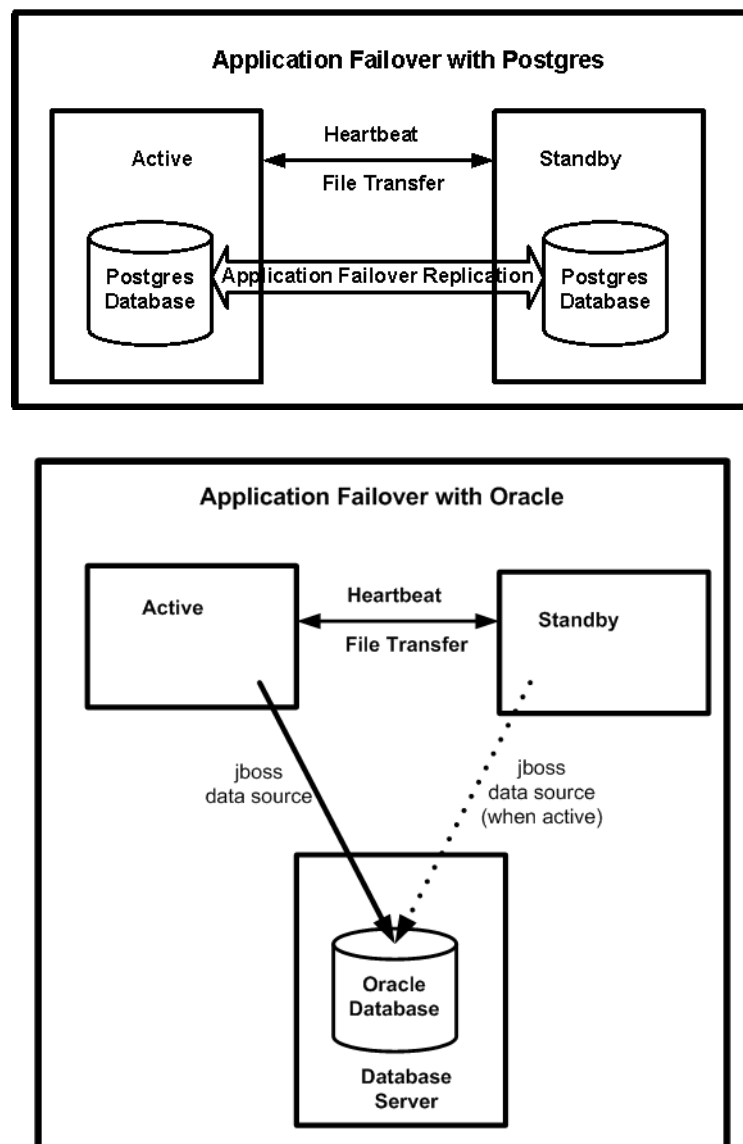 Application Failover with Postgres
Heartbeat
Active
Standby
File Transfer
Application Failover Replication
Postgres
Database
Postgres
Database
Application Failover with Oracle
Active
Heartbeat
Standby
File Transfer
jboss
data source
jboss
data source
(when active)
Oracle
Database
Database
Server